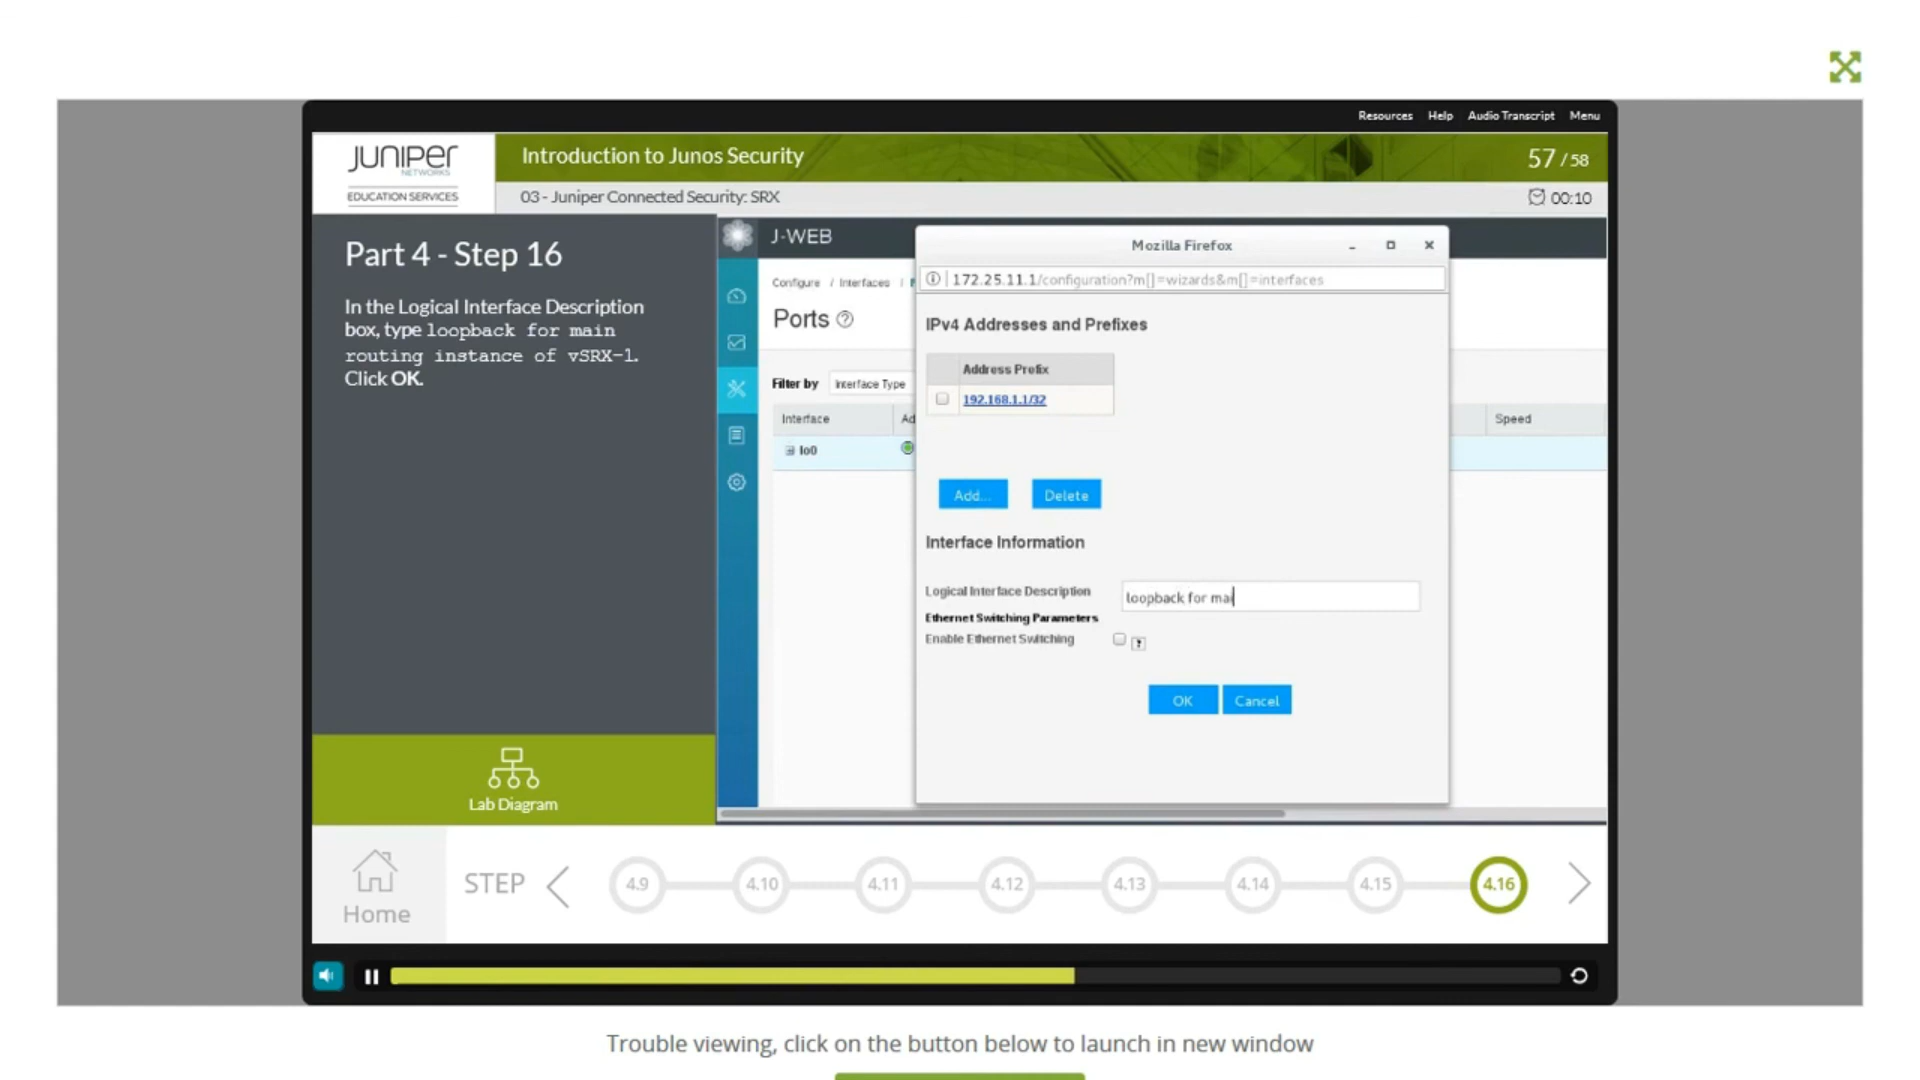 Resources Help Audio Transcript Menu
JUNIPER
NETWORKS
EDUCATION SERVICES
Introduction to Junos Security
57 / 58
03 - Juniper Connected Security: SRX
00:10
Part 4 - Step 16
In the Logical Interface Description
box, type loopback for main
routing instance of vSRX-1.
Click OK.
Lab Diagram
J-WEB
Configure / Interfaces /
Ports
Filter by Interface Type
Interface
Speed
lo0
Mozilla Firefox
172.25.11.1/configuration?m[]=wizards&m[]=interfaces
IPv4 Addresses and Prefixes
Address Prefix
192.168.1.1/32
Add... Delete
Interface Information
Logical Interface Description loopback for mai
Ethernet Switching Parameters
Enable Ethernet Switching ?
OK Cancel
Home
STEP 4.9 4.10 4.11 4.12 4.13 4.14 4.15 4.16
Trouble viewing, click on the button below to launch in new window